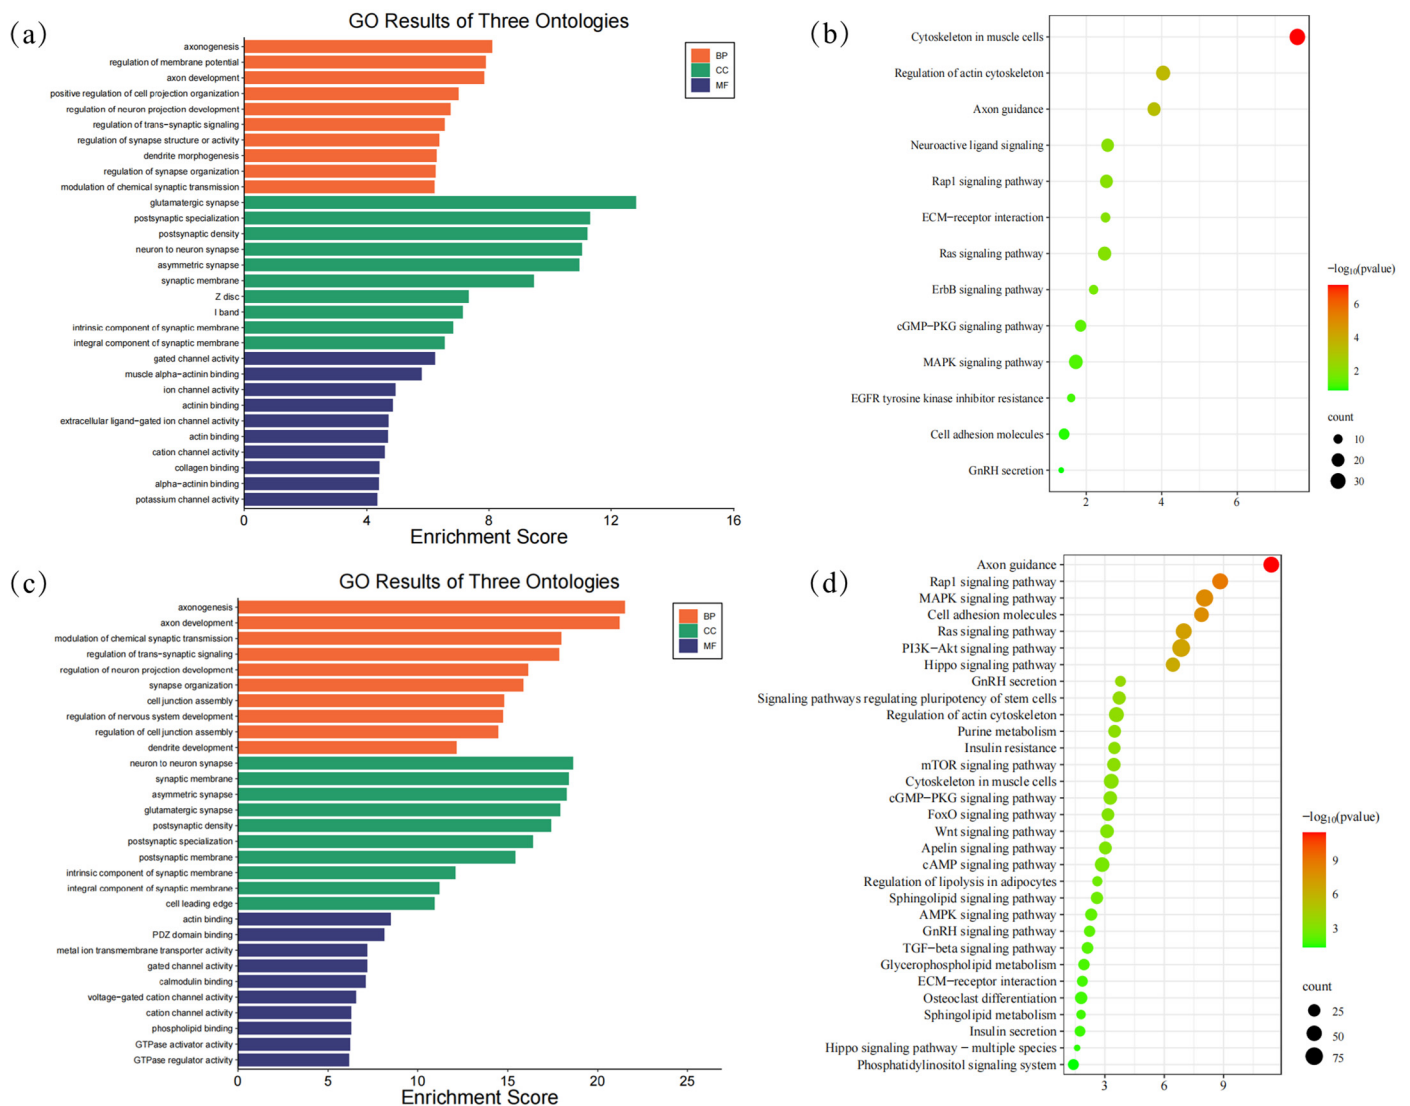 (a)
GO Results of Three Ontologies
axonogenesis
regulation of membrane potential
axon development
positive regulation of cell projection organization
regulation of neuron projection development
regulation of trans−synaptic signaling
regulation of synapse structure or activity
dendrite morphogenesis
regulation of synapse organization
modulation of chemical synaptic transmission
glutamatergic synapse
postsynaptic specialization
postsynaptic density
neuron to neuron synapse
asymmetric synapse
synaptic membrane
Z disc
I band
intrinsic component of synaptic membrane
integral component of synaptic membrane
gated channel activity
muscle alpha−actinin binding
ion channel activity
actinin binding
extracellular ligand−gated ion channel activity
actin binding
cation channel activity
collagen binding
alpha−actinin binding
potassium channel activity
0 4 8 12 16
Enrichment Score
BP
CC
MF
(b)
Cytoskeleton in muscle cells
Regulation of actin cytoskeleton
Axon guidance
Neuroactive ligand signaling
Rap1 signaling pathway
ECM−receptor interaction
Ras signaling pathway
ErbB signaling pathway
cGMP−PKG signaling pathway
MAPK signaling pathway
EGFR tyrosine kinase inhibitor resistance
Cell adhesion molecules
GnRH secretion
2 4 6
−log10(pvalue)
6
4
2
count
10
20
30
(c)
GO Results of Three Ontologies
axonogenesis
axon development
modulation of chemical synaptic transmission
regulation of trans−synaptic signaling
regulation of neuron projection development
synapse organization
cell junction assembly
regulation of nervous system development
regulation of cell junction assembly
dendrite development
neuron to neuron synapse
synaptic membrane
asymmetric synapse
glutamatergic synapse
postsynaptic density
postsynaptic specialization
postsynaptic membrane
intrinsic component of synaptic membrane
integral component of synaptic membrane
cell leading edge
actin binding
PDZ domain binding
metal ion transmembrane transporter activity
gated channel activity
calmodulin binding
voltage−gated cation channel activity
cation channel activity
phospholipid binding
GTPase activator activity
GTPase regulator activity
0 5 10 15 20 25
Enrichment Score
BP
CC
MF
(d)
Axon guidance
Rap1 signaling pathway
MAPK signaling pathway
Cell adhesion molecules
Ras signaling pathway
PI3K−Akt signaling pathway
Hippo signaling pathway
GnRH secretion
Signaling pathways regulating pluripotency of stem cells
Regulation of actin cytoskeleton
Purine metabolism
Insulin resistance
mTOR signaling pathway
Cytoskeleton in muscle cells
cGMP−PKG signaling pathway
FoxO signaling pathway
Wnt signaling pathway
Apelin signaling pathway
cAMP signaling pathway
Regulation of lipolysis in adipocytes
Sphingolipid signaling pathway
AMPK signaling pathway
GnRH signaling pathway
TGF−beta signaling pathway
Glycerophospholipid metabolism
ECM−receptor interaction
Osteoclast differentiation
Sphingolipid metabolism
Insulin secretion
Hippo signaling pathway − multiple species
Phosphatidylinositol signaling system
3 6 9
−log10(pvalue)
9
6
3
count
25
50
75